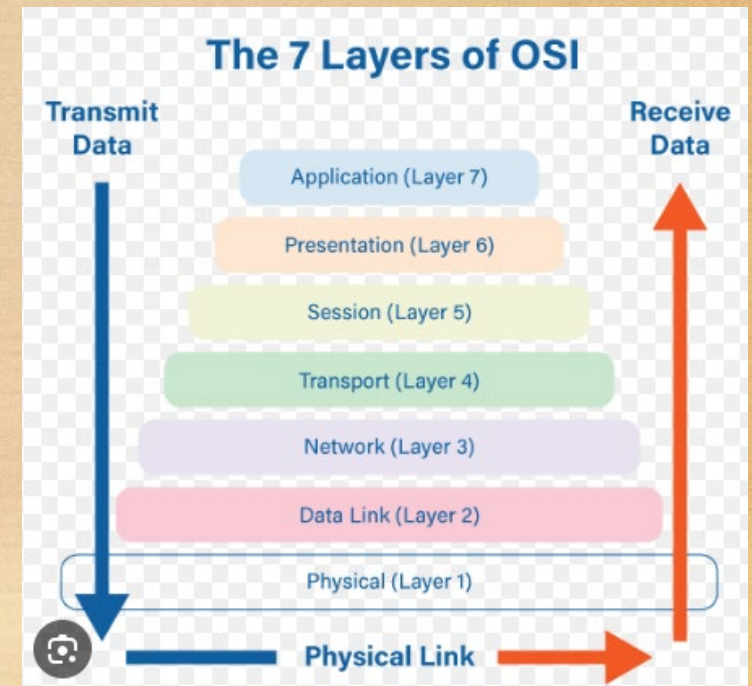 The 7 Layers of OSI
Transmit
Data
Receive
Data
Application (Layer 7)
Presentation (Layer 6)
Session (Layer 5)
Transport (Layer 4)
Network (Layer 3)
Data Link (Layer 2)
Physical (Layer 1)
Physical Link